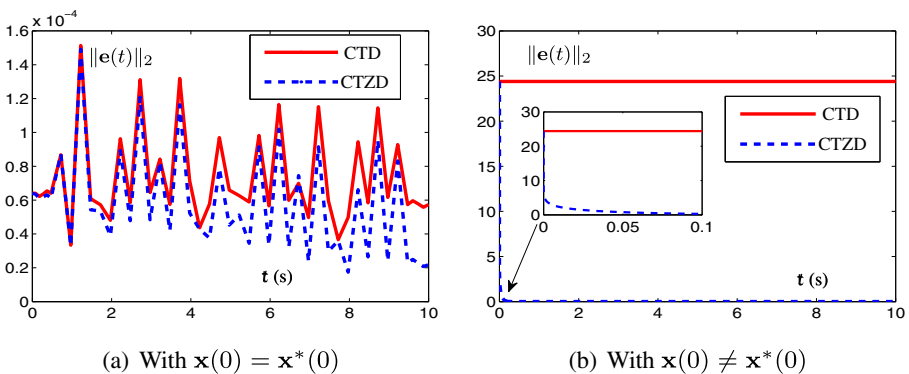 x 10⁻⁴
1.6
1.4
1.2
1
0.8
0.6
0.4
0.2
0
0 2 4 6 8 10
‖e(t)‖₂
CTD
CTZD
t (s)
(a) With x(0) = x*(0)
30
25
20
15
10
5
0
0 2 4 6 8 10
‖e(t)‖₂
CTD
CTZD
30
20
10
0
0 0.05 0.1
t (s)
(b) With x(0) ≠ x*(0)